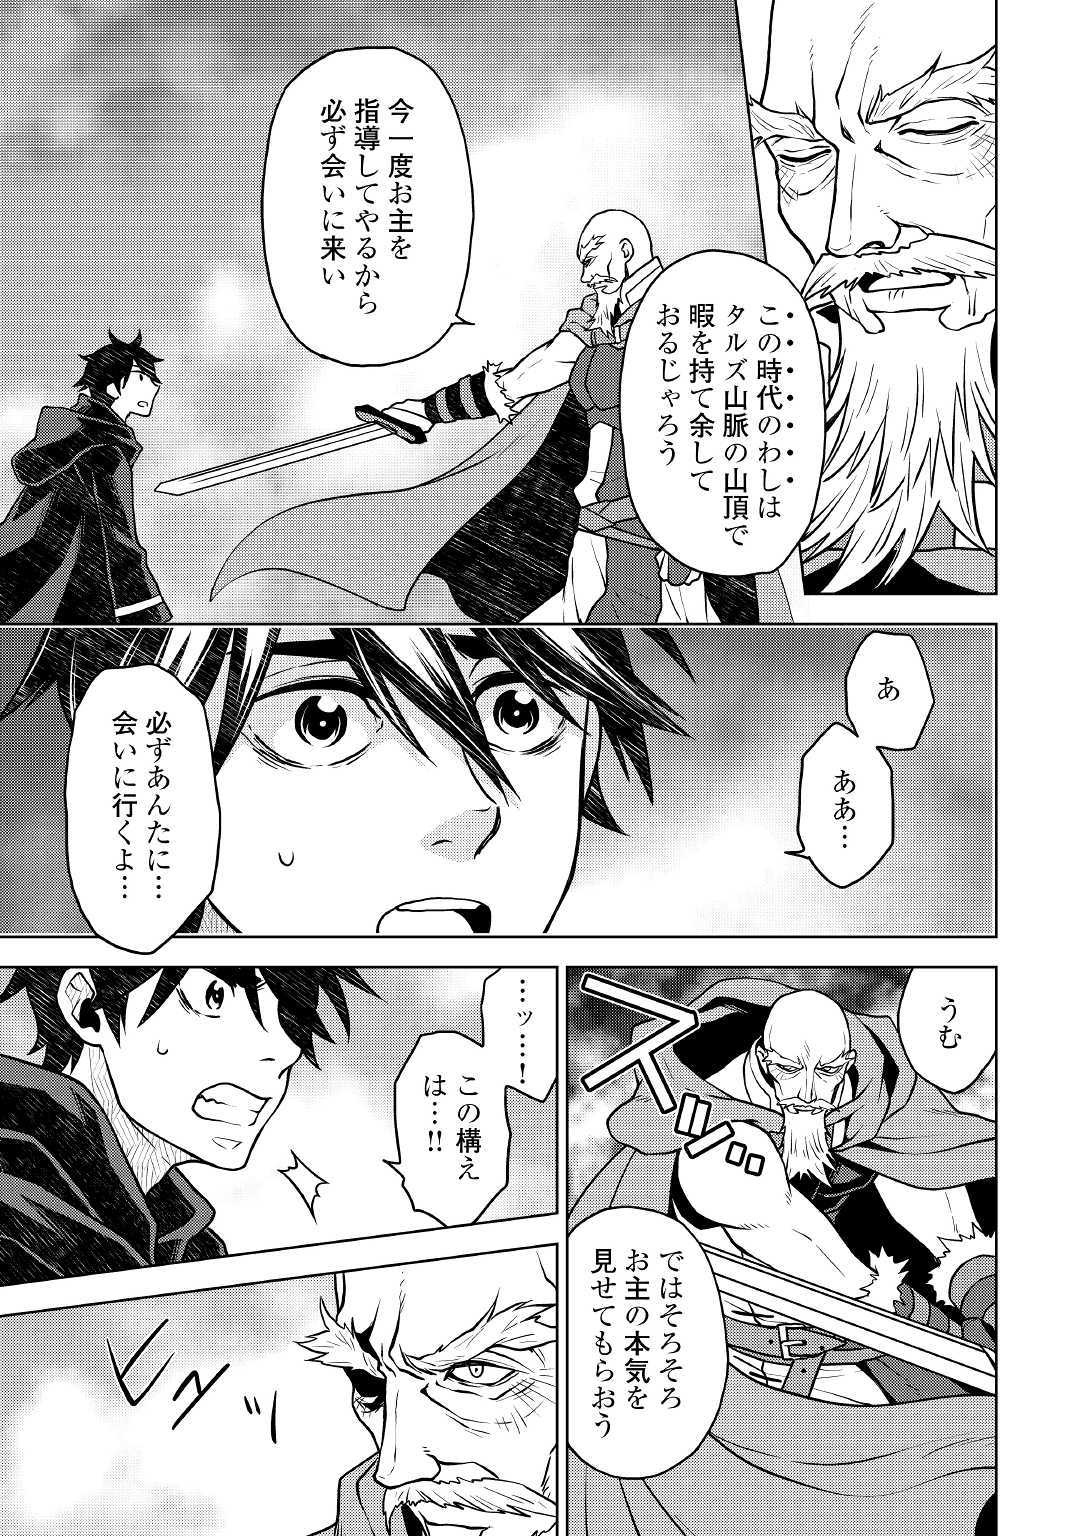 この時代のわしは
タルズ山脈の山頂で
暇を持て余して
おるじゃろう
今一度お主を
指導してやるから
必ず会いに来い
あ
ああ…
必ずあんたに…
会いに行くよ…
うむ
スッ
ではそろそろ
お主の本気を
見せてもらおう
…ッ…！
この構え
は…!!
ピッ